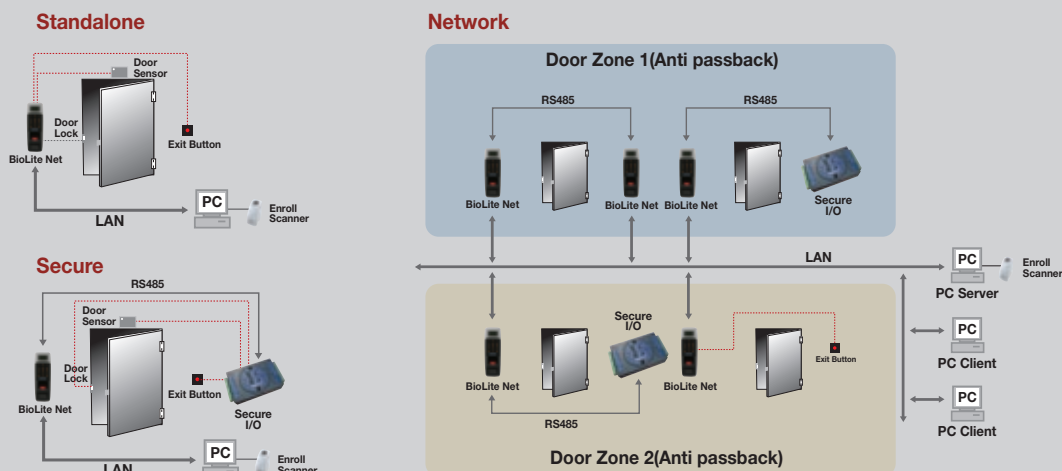 Standalone
Door
Sensor
Door
Lock
BioLite Net
Exit Button
PC
Enroll
Scanner
LAN
Secure
RS485
Door
Sensor
Door
Lock
BioLite Net
Exit Button
Secure
I/O
PC
Enroll
Scanner
LAN
Network
Door Zone 1(Anti passback)
RS485
RS485
BioLite Net
BioLite Net
BioLite Net
Secure
I/O
LAN
PC
Enroll
Scanner
PC Server
Secure
I/O
BioLite Net
BioLite Net
Exit Button
RS485
Door Zone 2(Anti passback)
PC
PC Client
PC
PC Client